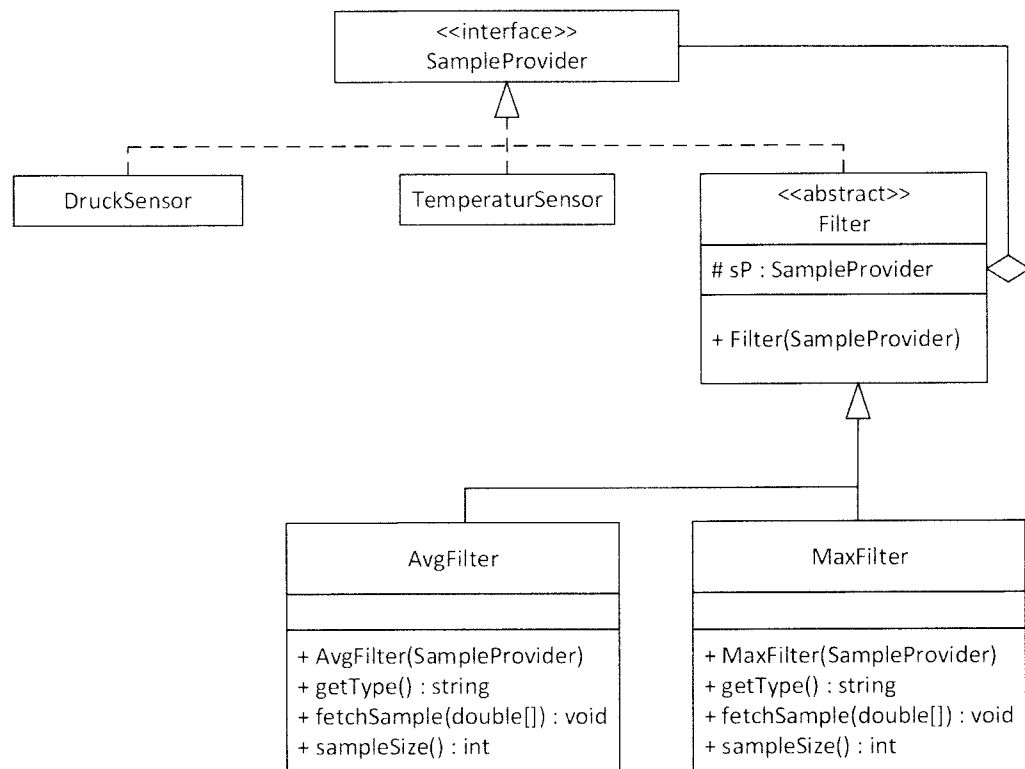 <<interface>>
SampleProvider
DruckSensor
TemperaturSensor
<<abstract>>
Filter
# sP : SampleProvider
+ Filter(SampleProvider)
AvgFilter
+ AvgFilter(SampleProvider)
+ getType() : string
+ fetchSample(double[]) : void
+ sampleSize() : int
MaxFilter
+ MaxFilter(SampleProvider)
+ getType() : string
+ fetchSample(double[]) : void
+ sampleSize() : int